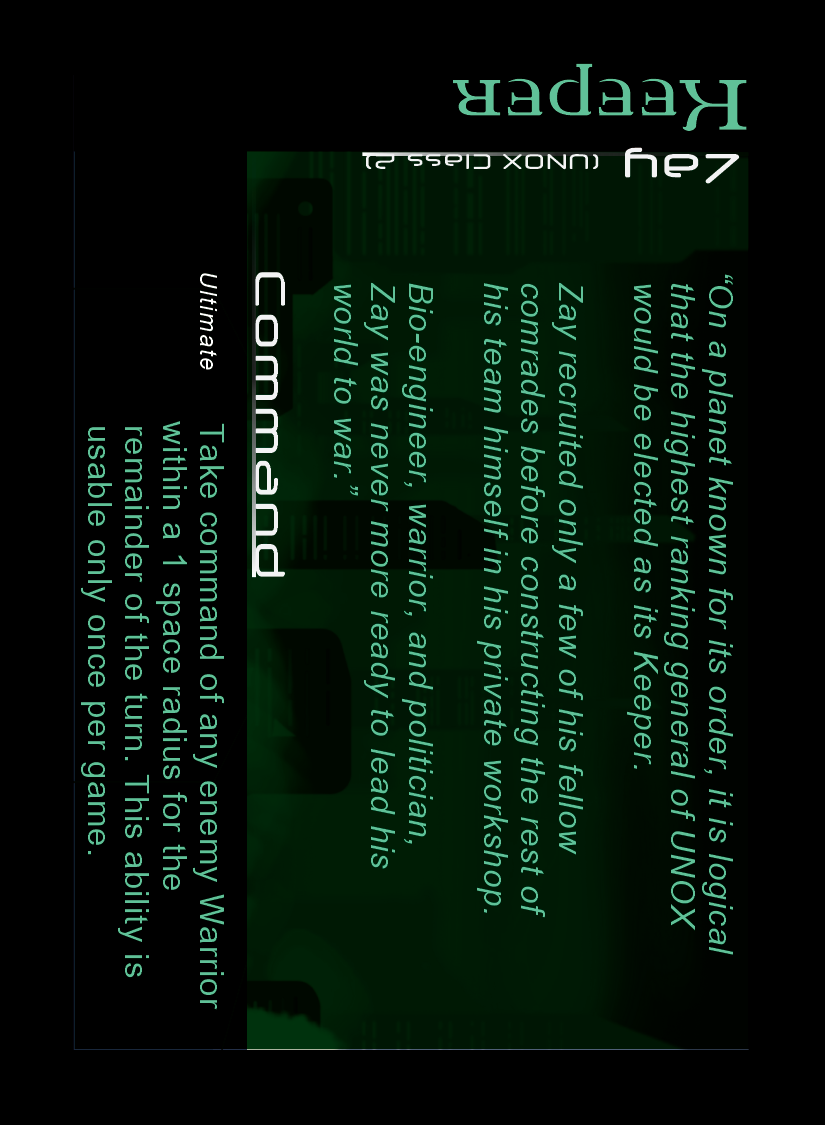 Keeper
Zay
(UNOX Class 2)
“On a planet known for its order, it is logical
that the highest ranking general of UNOX
would be elected as its Keeper.
Zay recruited only a few of his fellow
comrades before constructing the rest of
his team himself in his private workshop.
Bio-engineer, warrior, and politician,
Zay was never more ready to lead his
world to war.”
Command
Ultimate
Take command of any enemy Warrior
within a 1 space radius for the
remainder of the turn. This ability is
usable only once per game.